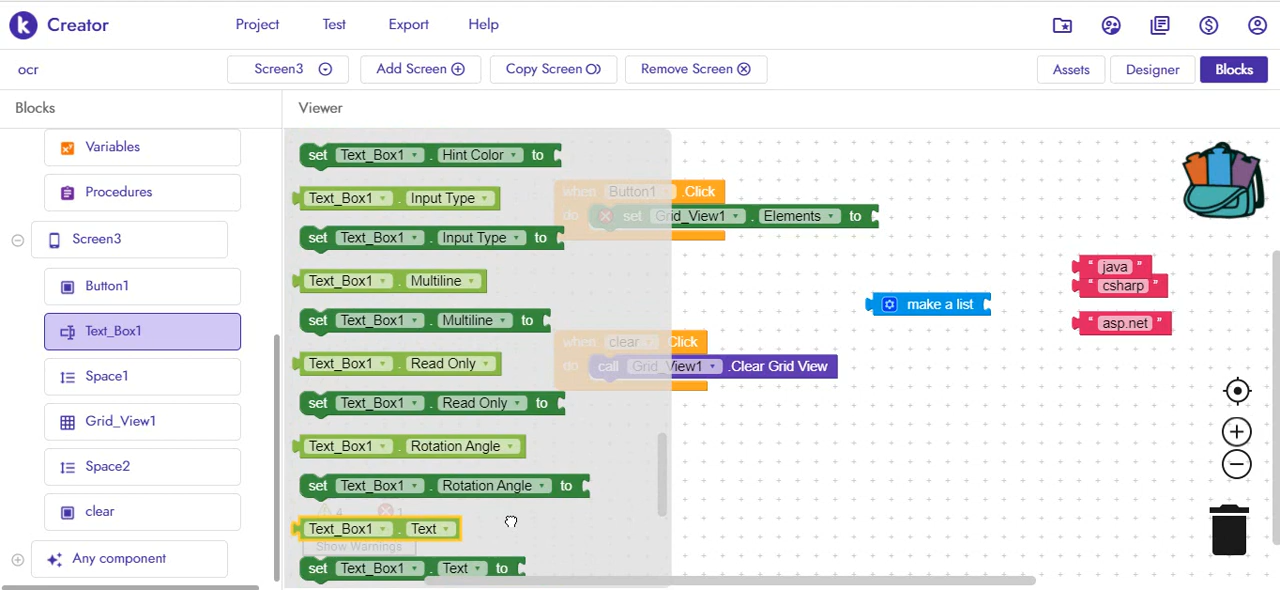 k Creator Project Test Export Help
ocr Screen3 Add Screen Copy Screen Remove Screen Assets Designer Blocks
Blocks Viewer
Variables
Procedures
Screen3
Button1
Text_Box1
Space1
Grid_View1
Space2
clear
Any component
set Text_Box1 . Hint Color to
Text_Box1 . Input Type
set Text_Box1 . Input Type to
Text_Box1 . Multiline
set Text_Box1 . Multiline to
Text_Box1 . Read Only
set Text_Box1 . Read Only to
Text_Box1 . Rotation Angle
set Text_Box1 . Rotation Angle to
4 1
Text_Box1 . Text
Show Warnings
set Text_Box1 . Text to
when Button1 .Click
do set Grid_View1 . Elements to
make a list
when clear .Click
do call Grid_View1 .Clear Grid View
“ java ”
“ csharp ”
“ asp.net ”